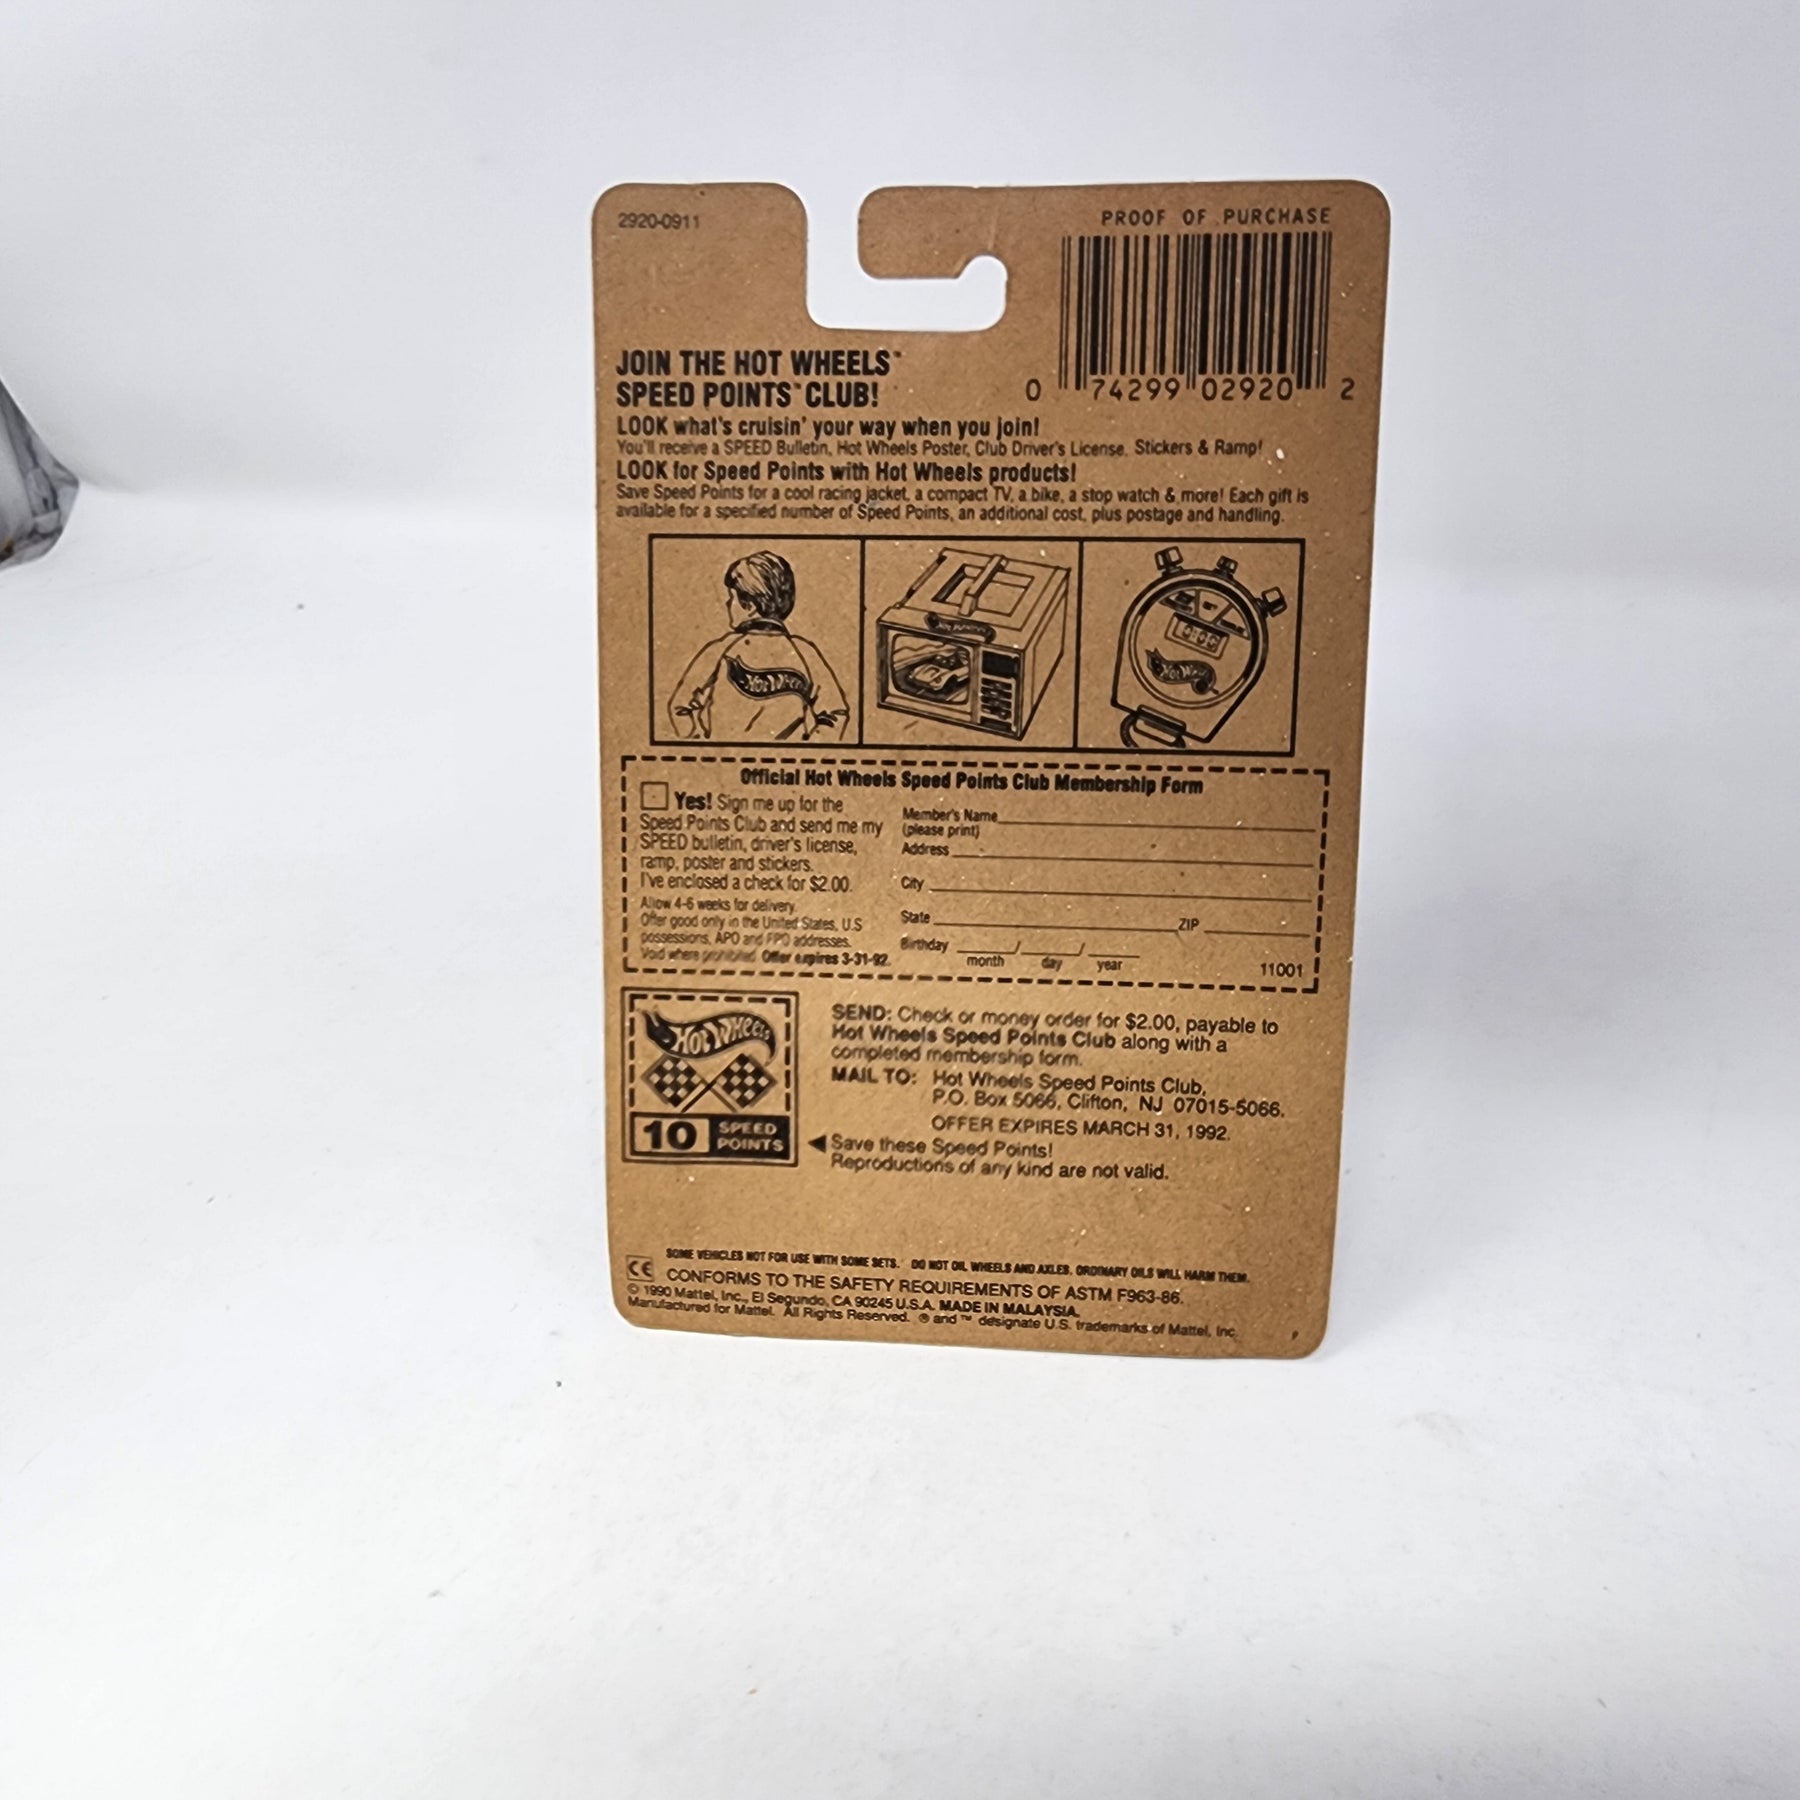 2920-0911
PROOF OF PURCHASE
0 74299 02920 2
JOIN THE HOT WHEELS™
SPEED POINTS™ CLUB!
LOOK what's cruisin' your way when you join!
You'll receive a SPEED Bulletin, Hot Wheels Poster, Club Driver's License, Stickers & Ramp!
LOOK for Speed Points with Hot Wheels products!
Save Speed Points for a cool racing jacket, a compact TV, a bike, a stop watch & more! Each gift is
available for a specified number of Speed Points, an additional cost, plus postage and handling.
Hot Wheels
0:00
Hot Wheels
Official Hot Wheels Speed Points Club Membership Form
Yes! Sign me up for the
Speed Points Club and send me my
SPEED bulletin, driver's license,
ramp, poster and stickers.
I've enclosed a check for $2.00.
Allow 4-6 weeks for delivery.
Offer good only in the United States, U.S
possessions, APO and FPO addresses.
Void where prohibited. Offer expires 3-31-92.
Member's Name
(please print)
Address
City
State ZIP
Birthday / /
month day year
11001
Hot Wheels
10 SPEED
POINTS
SEND: Check or money order for $2.00, payable to
Hot Wheels Speed Points Club along with a
completed membership form.
MAIL TO: Hot Wheels Speed Points Club,
P.O. Box 5066, Clifton, NJ 07015-5066.
OFFER EXPIRES MARCH 31, 1992.
◀ Save these Speed Points!
Reproductions of any kind are not valid.
SOME VEHICLES NOT FOR USE WITH SOME SETS. DO NOT OIL WHEELS AND AXLES. ORDINARY OILS WILL HARM THEM.
CE CONFORMS TO THE SAFETY REQUIREMENTS OF ASTM F963-86.
© 1990 Mattel, Inc., El Segundo, CA 90245 U.S.A. MADE IN MALAYSIA.
Manufactured for Mattel. All Rights Reserved. ® and ™ designate U.S. trademarks of Mattel, Inc.